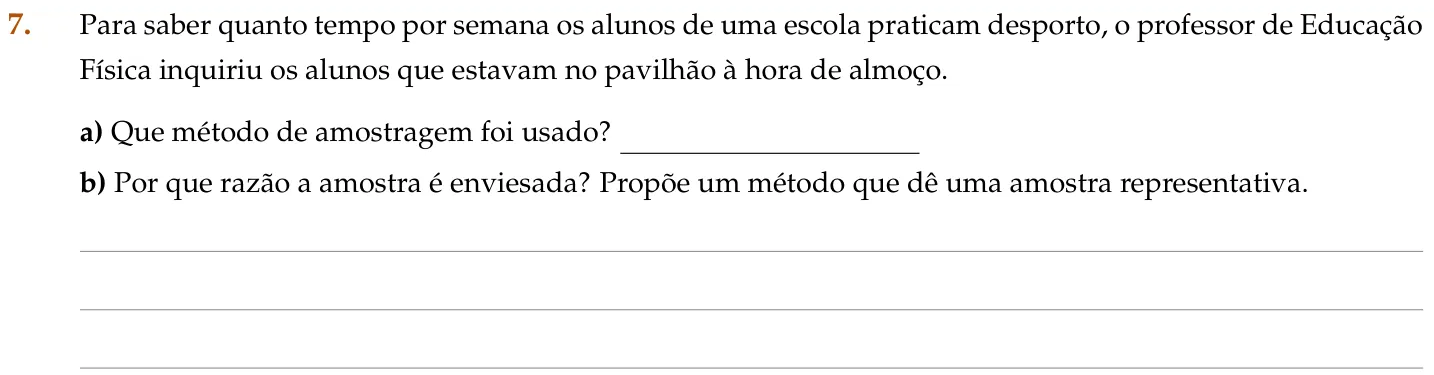 7. Para saber quanto tempo por semana os alunos de uma escola praticam desporto, o professor de Educação
Física inquiriu os alunos que estavam no pavilhão à hora de almoço.
a) Que método de amostragem foi usado?
b) Por que razão a amostra é enviesada? Propõe um método que dê uma amostra representativa.